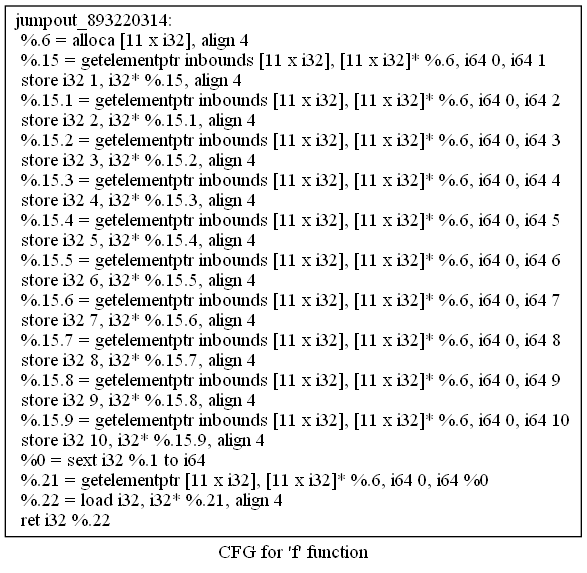 jumpout_893220314:
%.6 = alloca [11 x i32], align 4
%.15 = getelementptr inbounds [11 x i32], [11 x i32]* %.6, i64 0, i64 1
store i32 1, i32* %.15, align 4
%.15.1 = getelementptr inbounds [11 x i32], [11 x i32]* %.6, i64 0, i64 2
store i32 2, i32* %.15.1, align 4
%.15.2 = getelementptr inbounds [11 x i32], [11 x i32]* %.6, i64 0, i64 3
store i32 3, i32* %.15.2, align 4
%.15.3 = getelementptr inbounds [11 x i32], [11 x i32]* %.6, i64 0, i64 4
store i32 4, i32* %.15.3, align 4
%.15.4 = getelementptr inbounds [11 x i32], [11 x i32]* %.6, i64 0, i64 5
store i32 5, i32* %.15.4, align 4
%.15.5 = getelementptr inbounds [11 x i32], [11 x i32]* %.6, i64 0, i64 6
store i32 6, i32* %.15.5, align 4
%.15.6 = getelementptr inbounds [11 x i32], [11 x i32]* %.6, i64 0, i64 7
store i32 7, i32* %.15.6, align 4
%.15.7 = getelementptr inbounds [11 x i32], [11 x i32]* %.6, i64 0, i64 8
store i32 8, i32* %.15.7, align 4
%.15.8 = getelementptr inbounds [11 x i32], [11 x i32]* %.6, i64 0, i64 9
store i32 9, i32* %.15.8, align 4
%.15.9 = getelementptr inbounds [11 x i32], [11 x i32]* %.6, i64 0, i64 10
store i32 10, i32* %.15.9, align 4
%0 = sext i32 %.1 to i64
%.21 = getelementptr [11 x i32], [11 x i32]* %.6, i64 0, i64 %0
%.22 = load i32, i32* %.21, align 4
ret i32 %.22
CFG for 'f' function